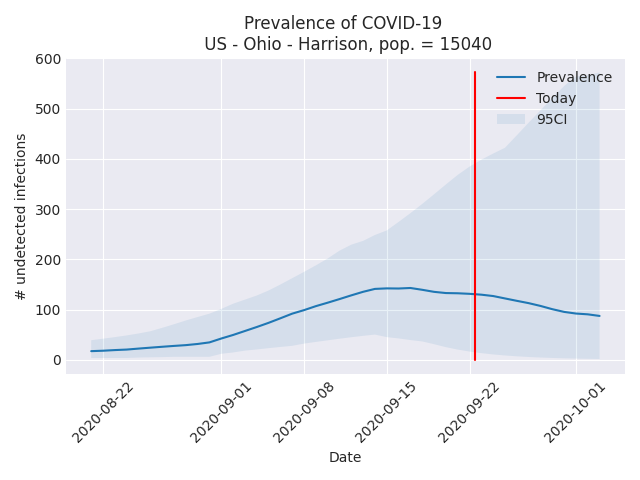 Prevalence of COVID-19
US - Ohio - Harrison, pop. = 15040
600
500
400
300
200
100
0
# undetected infections
Prevalence
Today
95CI
2020-08-22
2020-09-01
2020-09-08
2020-09-15
2020-09-22
2020-10-01
Date